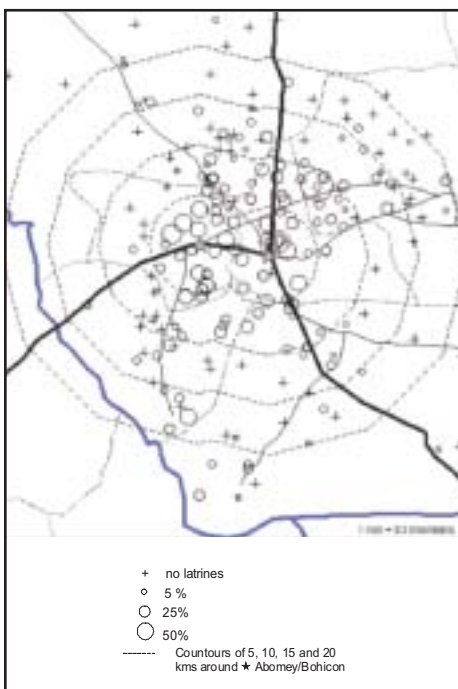 no latrines
5 %
25%
50%
Countours of 5, 10, 15 and 20
kms around ★ Abomey/Bohicon